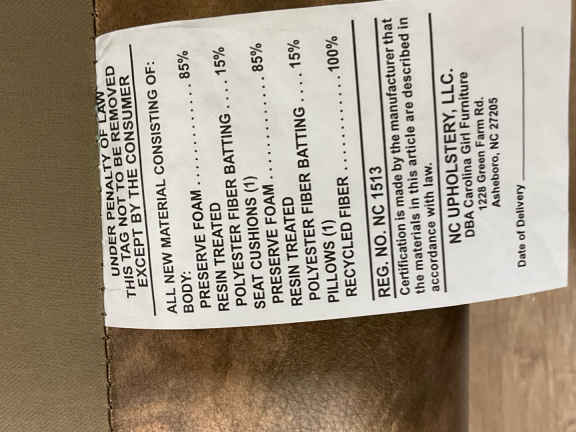 UNDER PENALTY OF LAW
THIS TAG NOT TO BE REMOVED
EXCEPT BY THE CONSUMER
ALL NEW MATERIAL CONSISTING OF:
BODY:
PRESERVE FOAM . . . . . . . . . . . . . 85%
RESIN TREATED
POLYESTER FIBER BATTING . . . . 15%
SEAT CUSHIONS (1)
PRESERVE FOAM . . . . . . . . . . . . . 85%
RESIN TREATED
POLYESTER FIBER BATTING . . . . 15%
PILLOWS (1)
RECYCLED FIBER . . . . . . . . . . . . 100%
REG. NO. NC 1513
Certification is made by the manufacturer that
the materials in this article are described in
accordance with law.
NC UPHOLSTERY, LLC.
DBA Carolina Girl Furniture
1228 Green Farm Rd.
Asheboro, NC 27205
Date of Delivery